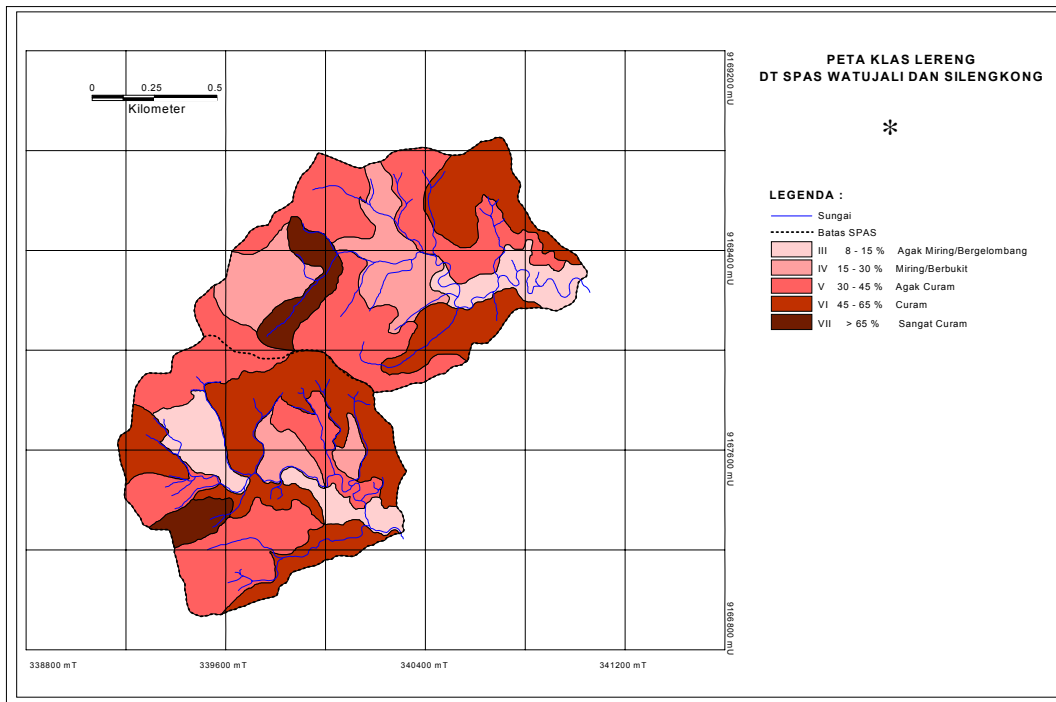 PETA KLAS LERENG
DT SPAS WATUJALI DAN SILENGKONG
0 0.25 0.5
Kilometer
LEGENDA :
Sungai
Batas SPAS
III 8 - 15 % Agak Miring/Bergelombang
IV 15 - 30 % Miring/Berbukit
V 30 - 45 % Agak Curam
VI 45 - 65 % Curam
VII > 65 % Sangat Curam
9169200 mU
9168400 mU
9167600 mU
9166800 mU
338800 mT 339600 mT 340400 mT 341200 mT